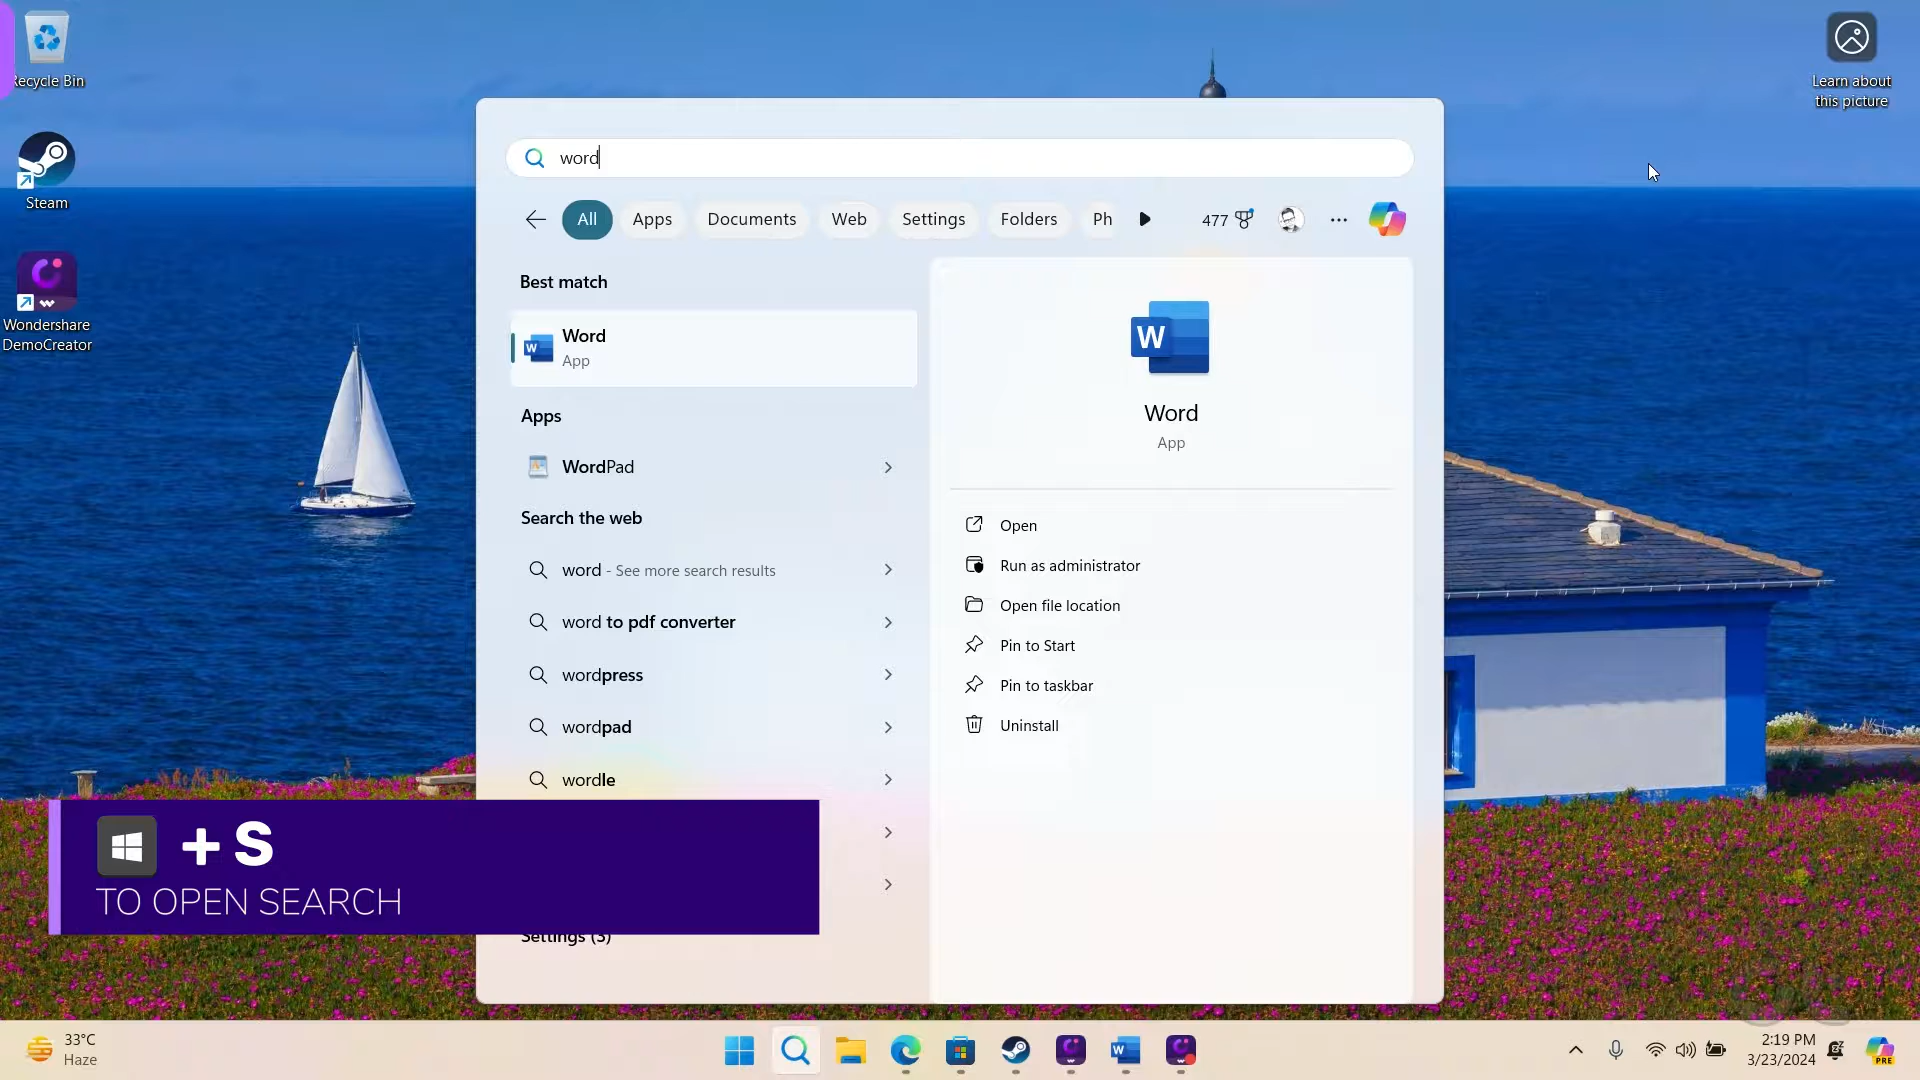 Recycle Bin
Steam
Wondershare
DemoCreator
Learn about
this picture
word
All
Apps
Documents
Web
Settings
Folders
Ph
477
Best match
Word
App
Apps
WordPad
Search the web
word - See more search results
word to pdf converter
wordpress
wordpad
wordle
Settings (3)
W
Word
App
Open
Run as administrator
Open file location
Pin to Start
Pin to taskbar
Uninstall
+ S
TO OPEN SEARCH
33°C
Haze
2:19 PM
3/23/2024
PRE